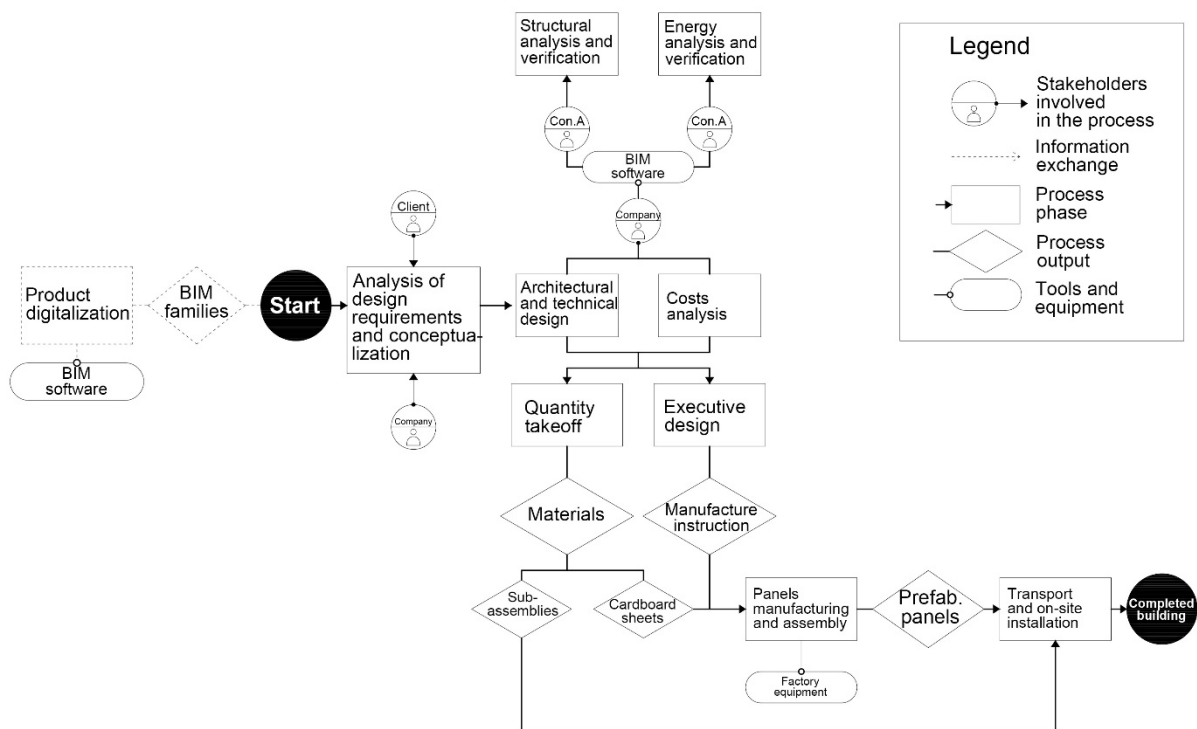 Structural
analysis and
verification
Energy
analysis and
verification
Con.A
Con.A
BIM
software
Client
Company
Product
digitalization
BIM
families
Start
Analysis of
design
requirements
and conceptua-
lization
Architectural
and technical
design
Costs
analysis
BIM
software
Company
Quantity
takeoff
Executive
design
Materials
Manufacture
instruction
Sub-
assemblies
Cardboard
sheets
Panels
manufacturing
and assembly
Prefab.
panels
Transport
and on-site
installation
Completed
building
Factory
equipment
Legend
Stakeholders
involved
in the process
Information
exchange
Process
phase
Process
output
Tools and
equipment